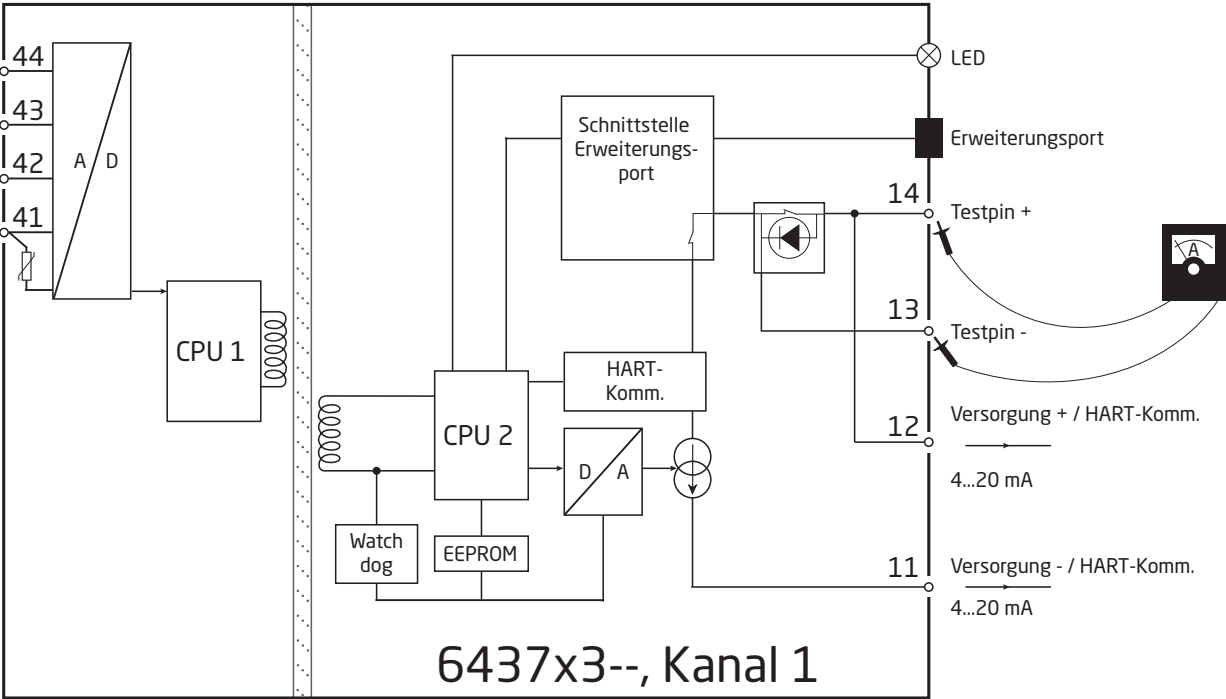 44
43
42
41
A / D
CPU 1
LED
Schnittstelle
Erweiterungs-
port
Erweiterungsport
14
Testpin +
A
13
Testpin -
HART-
Komm.
CPU 2
D / A
12
Versorgung + / HART-Komm.
4...20 mA
Watch
dog
EEPROM
11
Versorgung - / HART-Komm.
4...20 mA
6437x3--, Kanal 1